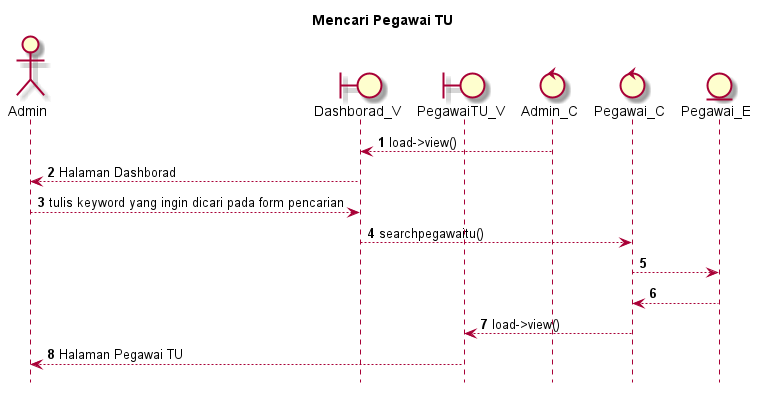 Mencari Pegawai TU
Admin
Dashborad_V
PegawaiTU_V
Admin_C
Pegawai_C
Pegawai_E
1 load->view()
2 Halaman Dashborad
3 tulis keyword yang ingin dicari pada form pencarian
4 searchpegawaitu()
5
6
7 load->view()
8 Halaman Pegawai TU